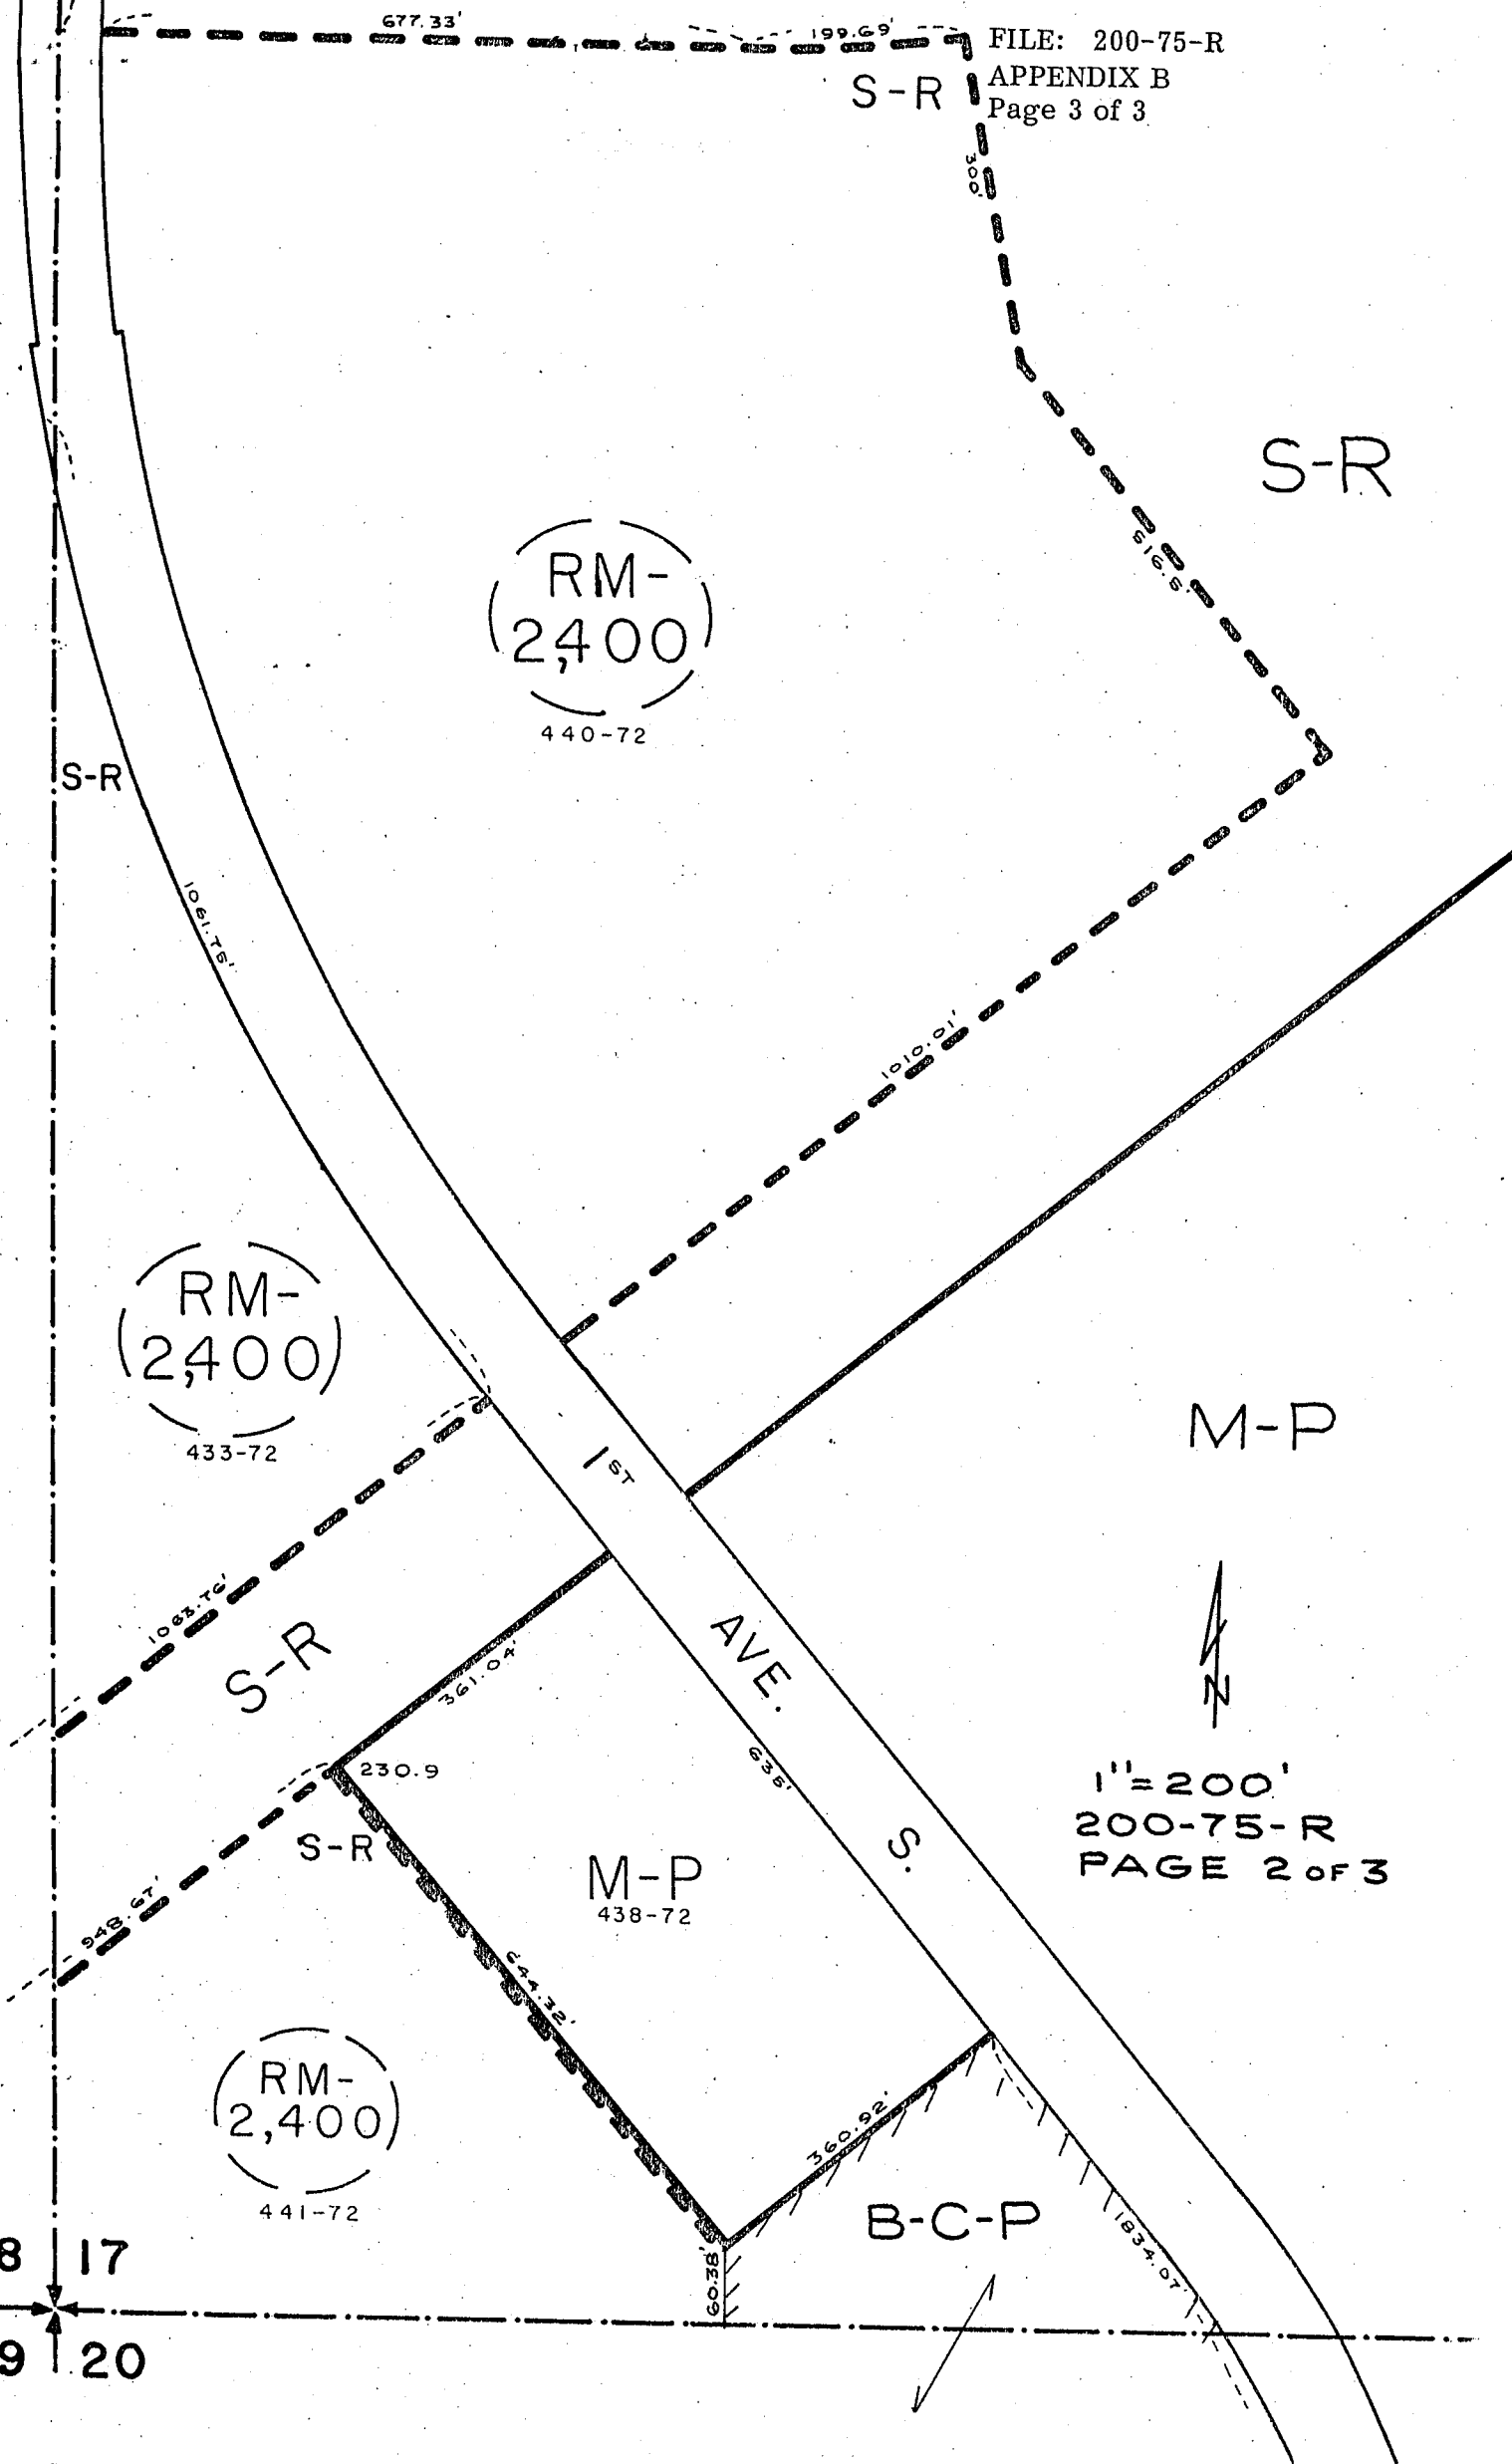 677.33'
199.69'
FILE: 200-75-R
APPENDIX B
Page 3 of 3
S-R
300'
S-R
516.5'
RM-
2,400
440-72
S-R
1061.75'
1010.01'
RM-
2,400
433-72
M-P
1ST AVE. S.
1063.76'
S-R
361.04'
230.9
635'
1"=200'
200-75-R
PAGE 2 OF 3
S-R
M-P
438-72
948.67'
644.32'
RM-
2,400
441-72
360.92'
B-C-P
1834.07'
60.38'
8 17
9 20
N